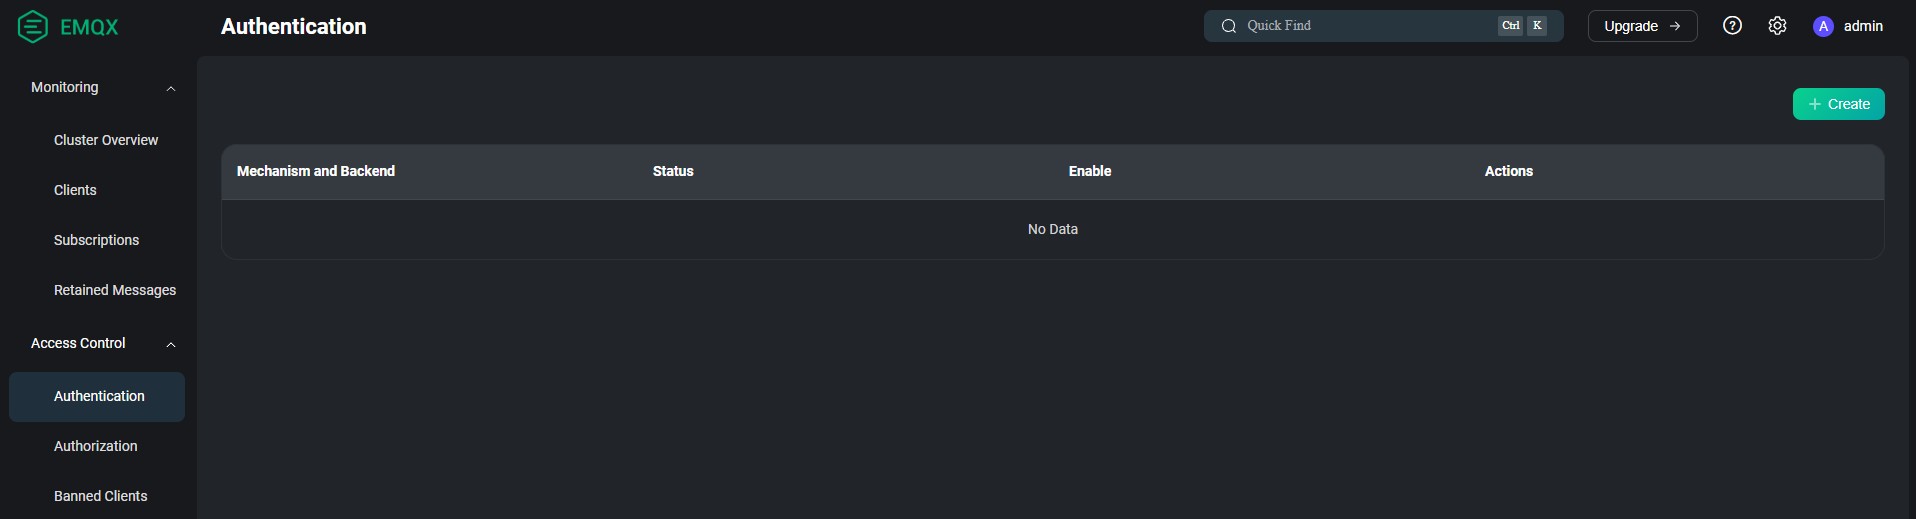 EMQX
Authentication
Quick Find
Ctrl K
Upgrade →
A
admin
Monitoring
Cluster Overview
Clients
Subscriptions
Retained Messages
Access Control
Authentication
Authorization
Banned Clients
+ Create
Mechanism and Backend Status Enable Actions
No Data